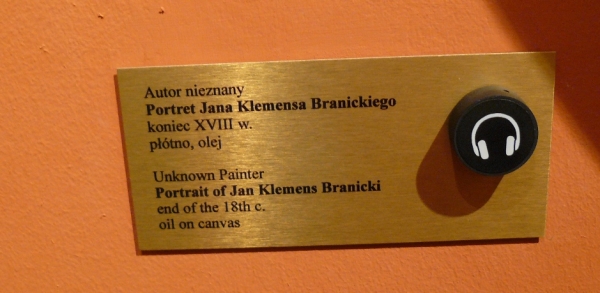 Autor nieznany
Portret Jana Klemensa Branickiego
koniec XVIII w.
płótno, olej
Unknown Painter
Portrait of Jan Klemens Branicki
end of the 18th c.
oil on canvas